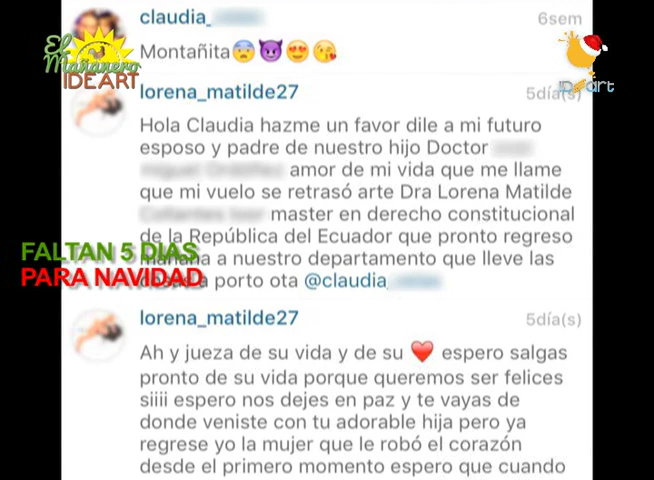 claudia_
6sem
Montañita
El
Mañanero
IDEART
IDeart
lorena_matilde27
5día(s)
Hola Claudia hazme un favor dile a mi futuro
esposo y padre de nuestro hijo Doctor
amor de mi vida que me llame
que mi vuelo se retrasó arte Dra Lorena Matilde
master en derecho constitucional
de la República del Ecuador que pronto regreso
mañana a nuestro departamento que lleve las
a porto ota @claudia_
FALTAN 5 DIAS
PARA NAVIDAD
lorena_matilde27
5día(s)
Ah y jueza de su vida y de su ❤️ espero salgas
pronto de su vida porque queremos ser felices
siiii espero nos dejes en paz y te vayas de
donde veniste con tu adorable hija pero ya
regrese yo la mujer que le robó el corazón
desde el primer momento espero que cuando